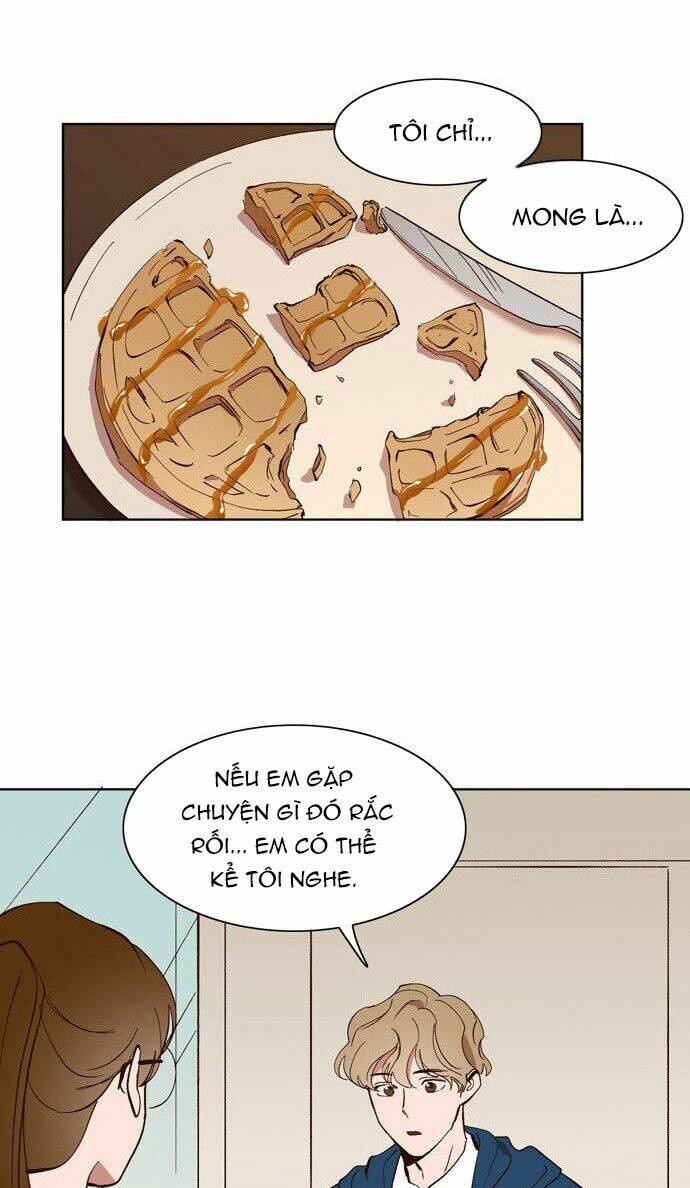 TÔI CHỈ...
MONG LÀ...
NẾU EM GẶP
CHUYỆN GÌ ĐÓ RẮC
RỐI... EM CÓ THỂ
KỂ TÔI NGHE.